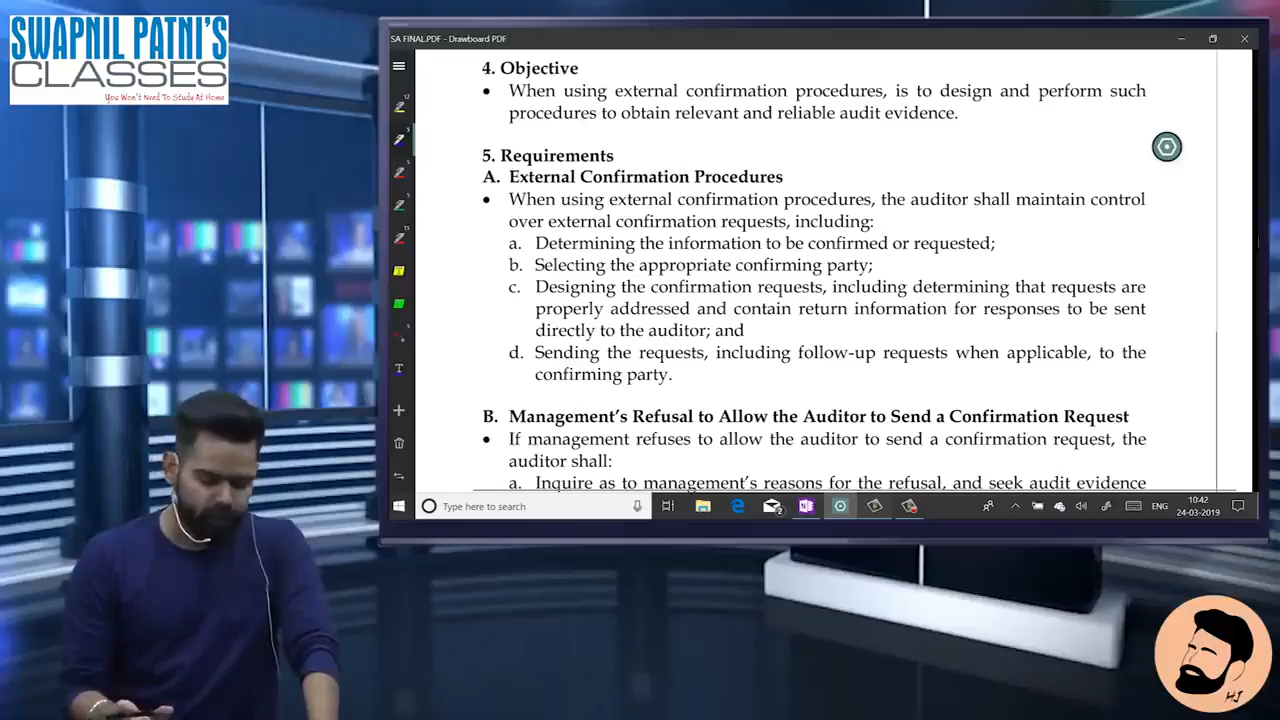 SWAPNIL PATNI'S
CLASSES
You Won't Need To Study At Home
SA FINAL.PDF - Drawboard PDF
4. Objective
• When using external confirmation procedures, is to design and perform such
procedures to obtain relevant and reliable audit evidence.
5. Requirements
A. External Confirmation Procedures
• When using external confirmation procedures, the auditor shall maintain control
over external confirmation requests, including:
a. Determining the information to be confirmed or requested;
b. Selecting the appropriate confirming party;
c. Designing the confirmation requests, including determining that requests are
properly addressed and contain return information for responses to be sent
directly to the auditor; and
d. Sending the requests, including follow-up requests when applicable, to the
confirming party.
B. Management's Refusal to Allow the Auditor to Send a Confirmation Request
• If management refuses to allow the auditor to send a confirmation request, the
auditor shall:
a. Inquire as to management's reasons for the refusal, and seek audit evidence
Type here to search
2
ENG
10:42
24-03-2019
HJ